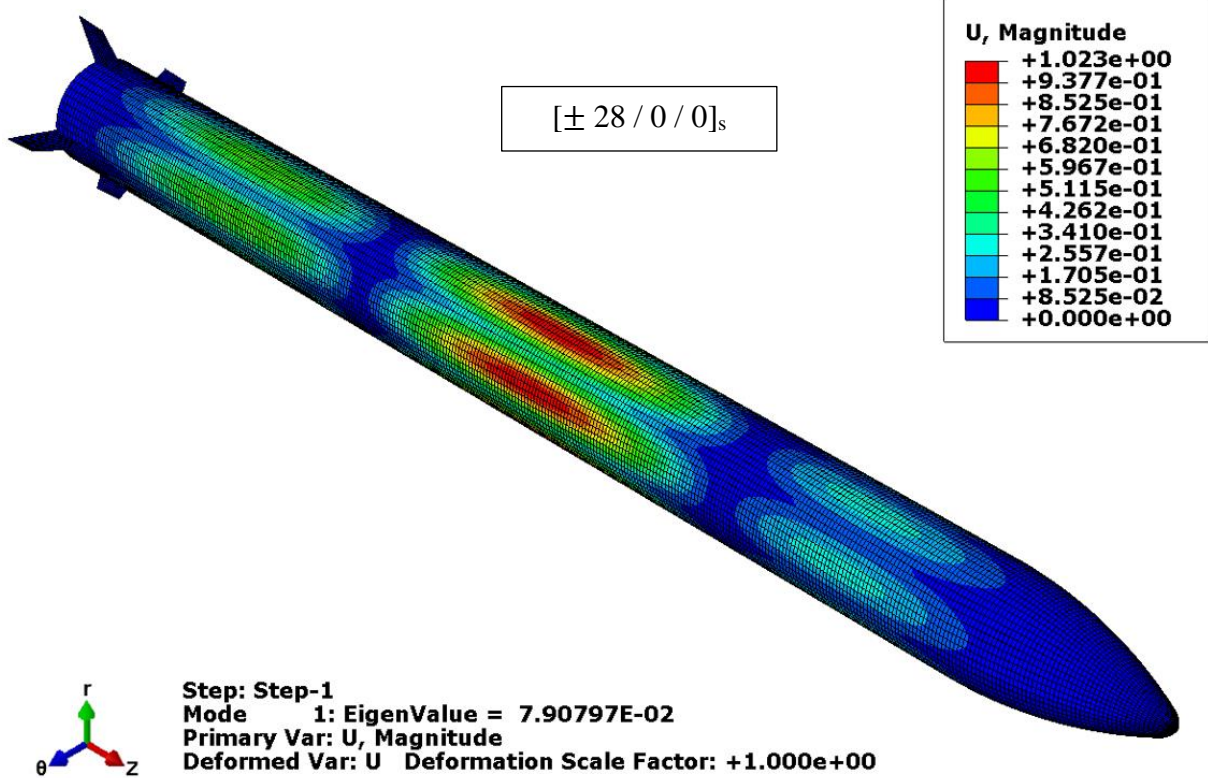 U, Magnitude
+1.023e+00
+9.377e-01
+8.525e-01
+7.672e-01
+6.820e-01
+5.967e-01
+5.115e-01
+4.262e-01
+3.410e-01
+2.557e-01
+1.705e-01
+8.525e-02
+0.000e+00
[± 28 / 0 / 0]s
r
θ
Z
Step: Step-1
Mode 1: EigenValue = 7.90797E-02
Primary Var: U, Magnitude
Deformed Var: U Deformation Scale Factor: +1.000e+00